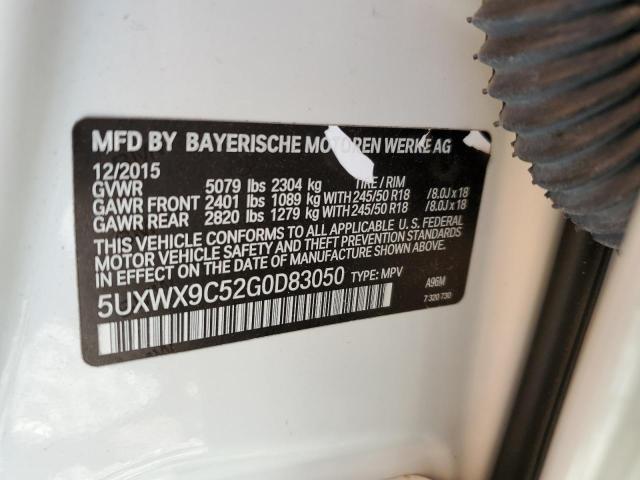 MFD BY BAYERISCHE MOTOREN WERKE AG
12/2015 TIRE / RIM
GVWR 5079 lbs 2304 kg
GAWR FRONT 2401 lbs 1089 kg WITH 245/50 R18 /8.0J x 18
GAWR REAR 2820 lbs 1279 kg WITH 245/50 R18 /8.0J x 18
THIS VEHICLE CONFORMS TO ALL APPLICABLE U.S. FEDERAL
MOTOR VEHICLE SAFETY AND THEFT PREVENTION STANDARDS
IN EFFECT ON THE DATE OF MANUFACTURE SHOWN ABOVE.
5UXWX9C52G0D83050 TYPE: MPV A96M
7 320 730